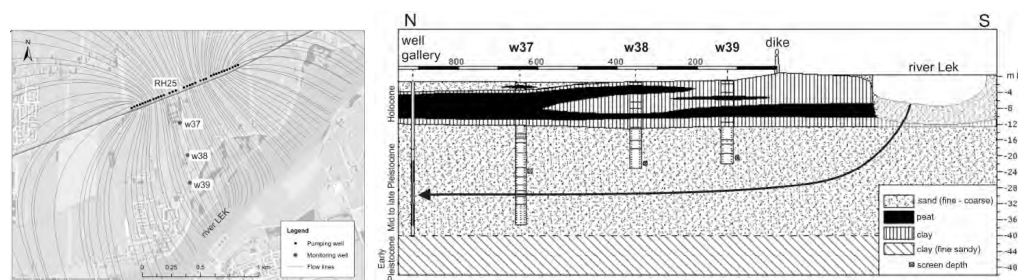 N
RH25
w37
w38
w39
river LEK
Legend
Pumping well
Monitoring well
Flow lines
0 0.25 0.5 1 km
N S
well
gallery
w37 w38 w39 dike
800 600 400 200
river Lek
Holocene
Mid to late Pleistocene
Early
Pleistocene
m
-4
-8
-12
-16
-20
-24
-28
-32
-36
-40
-44
-48
sand (fine - coarse)
peat
clay
clay (fine sandy)
screen depth